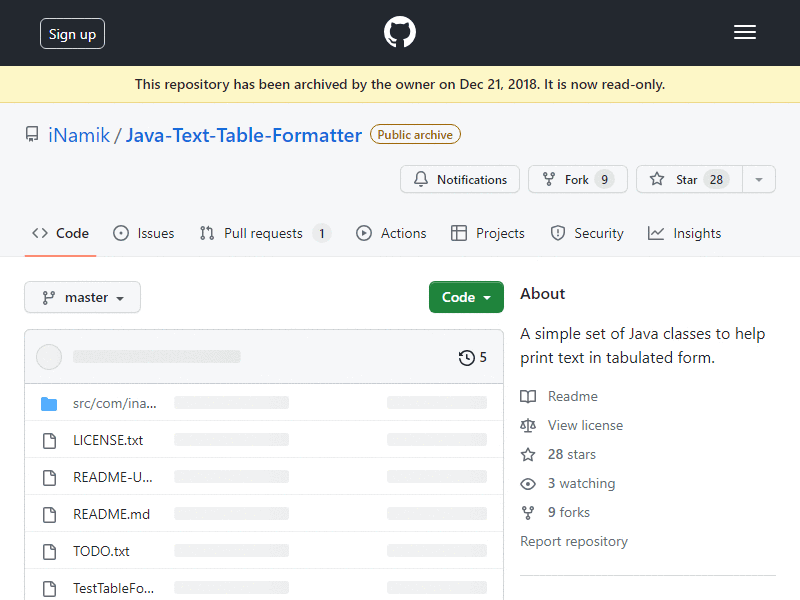 Sign up
This repository has been archived by the owner on Dec 21, 2018. It is now read-only.
iNamik / Java-Text-Table-Formatter Public archive
Notifications Fork 9 Star 28
Code Issues Pull requests 1 Actions Projects Security Insights
master Code
About
A simple set of Java classes to help
print text in tabulated form.
5
src/com/ina...
LICENSE.txt
README-U...
README.md
TODO.txt
TestTableFo...
Readme
View license
28 stars
3 watching
9 forks
Report repository